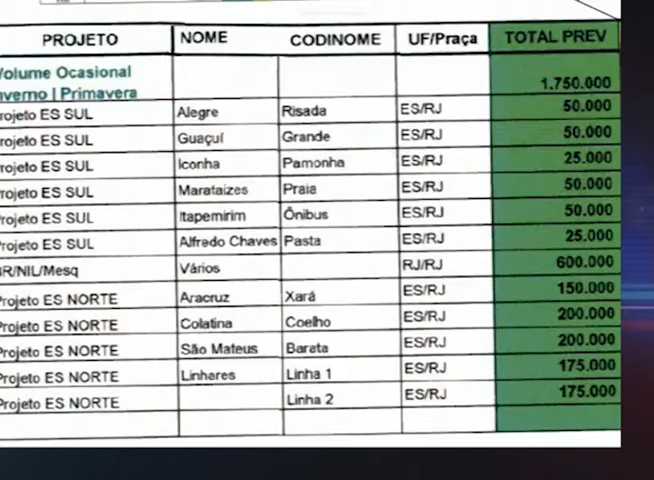 PROJETO NOME CODINOME UF/Praça TOTAL PREV
Volume Ocasional
nverno | Primavera 1.750.000
rojeto ES SUL Alegre Risada ES/RJ 50.000
rojeto ES SUL Guaçuí Grande ES/RJ 50.000
rojeto ES SUL Iconha Pamonha ES/RJ 25.000
rojeto ES SUL Marataizes Praia ES/RJ 50.000
rojeto ES SUL Itapemirim Ônibus ES/RJ 50.000
rojeto ES SUL Alfredo Chaves Pasta ES/RJ 25.000
BR/NIL/Mesq Vários RJ/RJ 600.000
Projeto ES NORTE Aracruz Xará ES/RJ 150.000
Projeto ES NORTE Colatina Coelho ES/RJ 200.000
Projeto ES NORTE São Mateus Barata ES/RJ 200.000
Projeto ES NORTE Linhares Linha 1 ES/RJ 175.000
Projeto ES NORTE Linha 2 ES/RJ 175.000